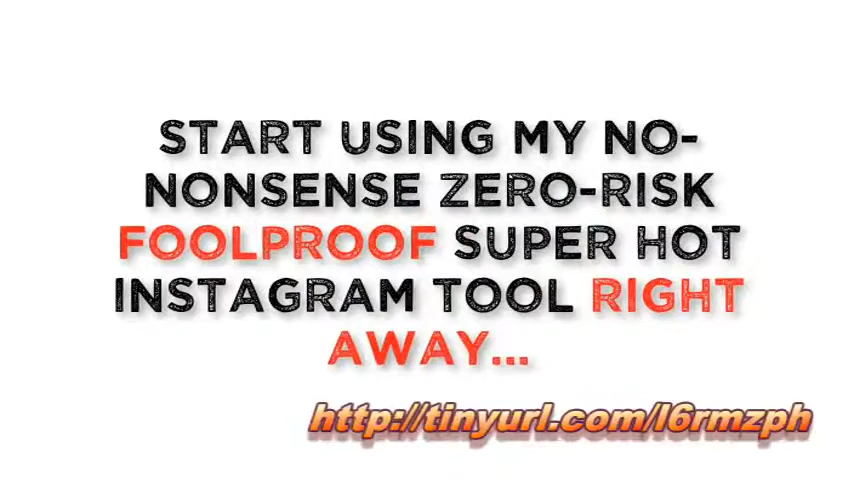 START USING MY NO-
NONSENSE ZERO-RISK
FOOLPROOF SUPER HOT
INSTAGRAM TOOL RIGHT
AWAY...
http://tinyurl.com/l6rmzph